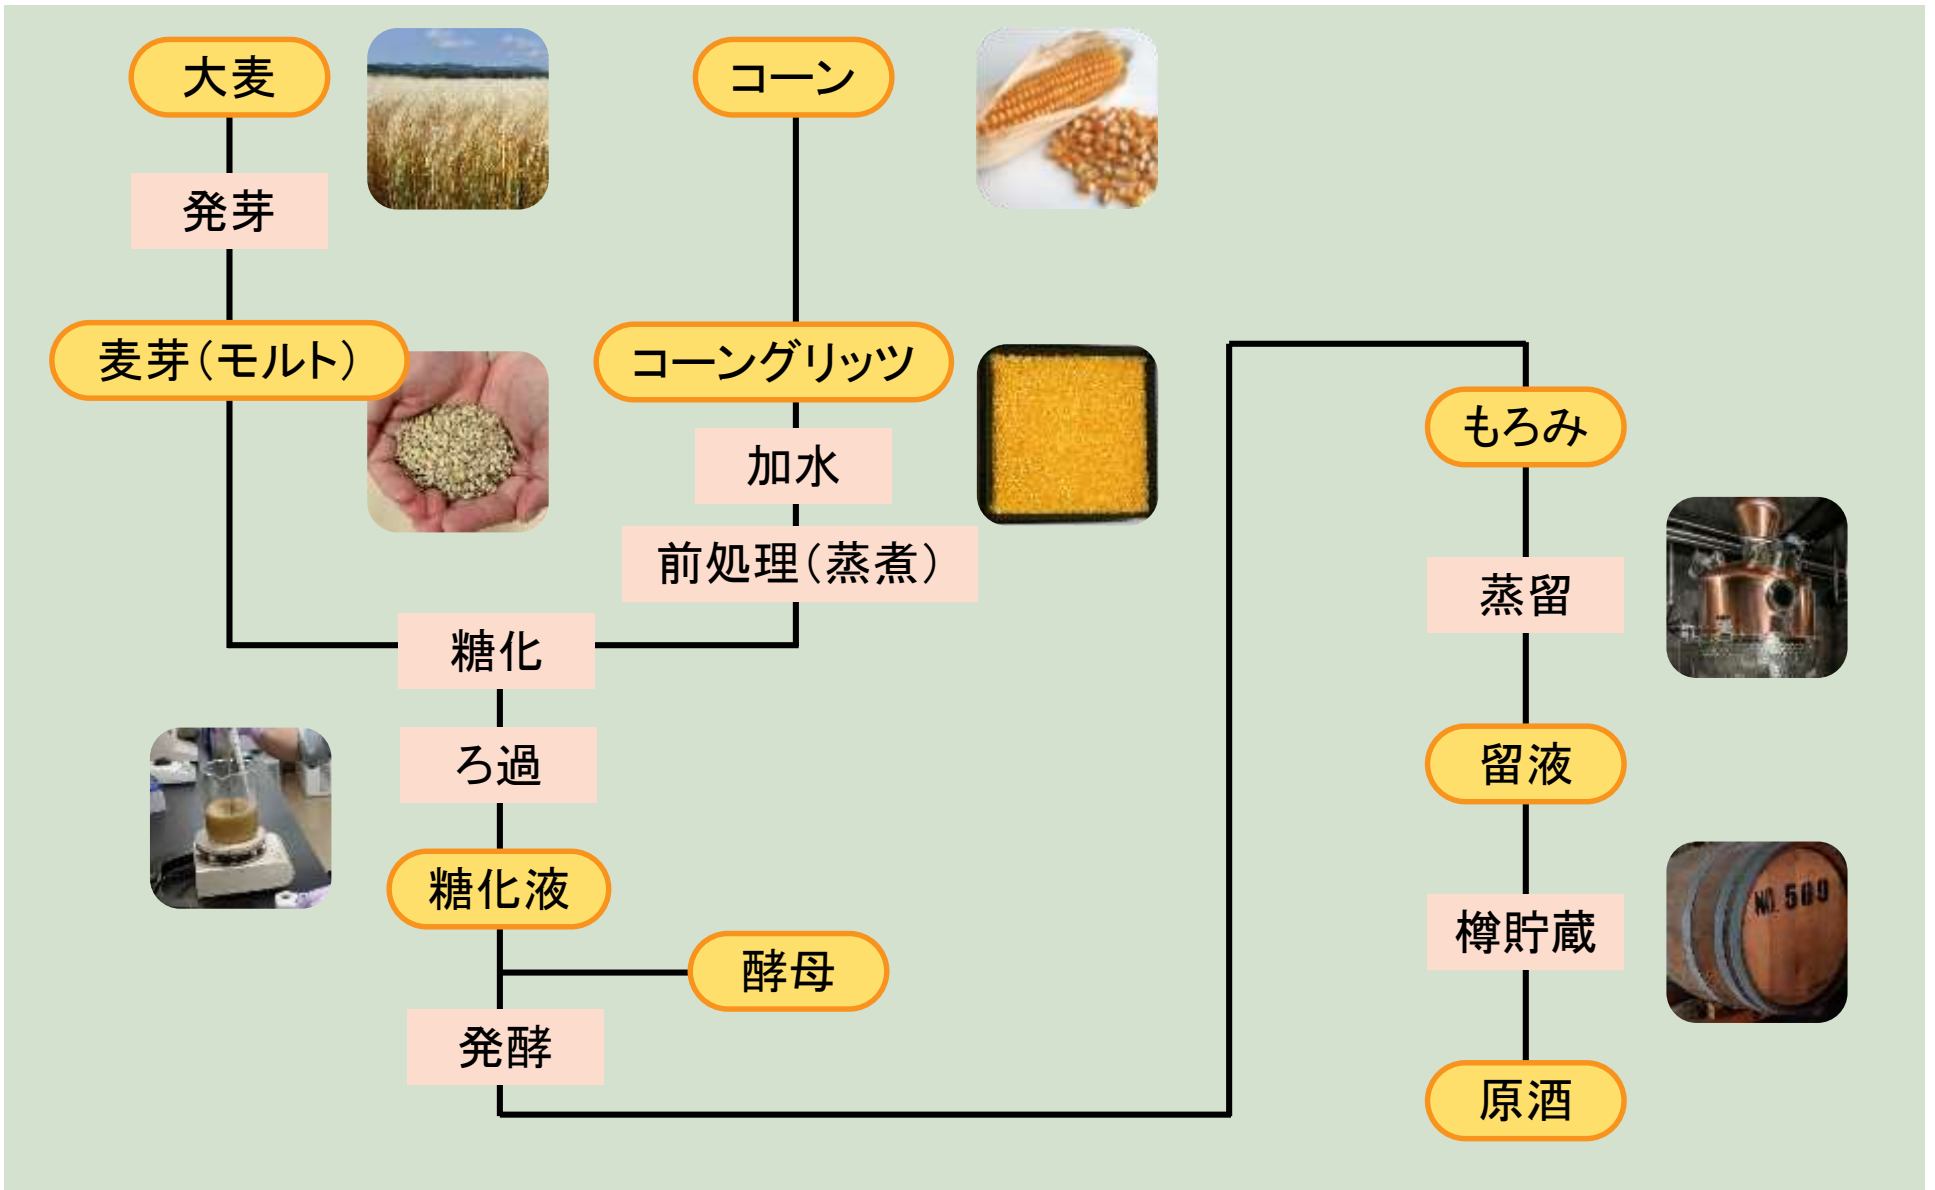 大麦
コーン
発芽
麦芽（モルト）
コーングリッツ
加水
前処理（蒸煮）
糖化
ろ過
糖化液
酵母
発酵
もろみ
蒸留
留液
樽貯蔵
NO. 509
原酒